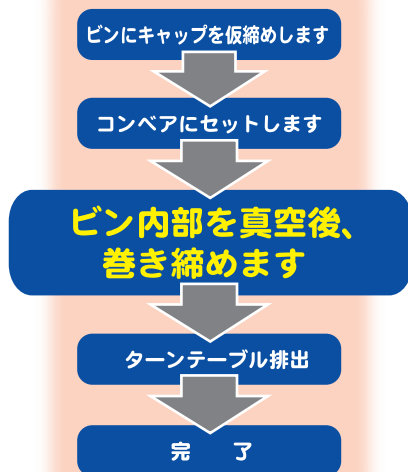 ビンにキャップを仮締めします
コンベアにセットします
ビン内部を真空後、
巻き締めます
ターンテーブル排出
完　了